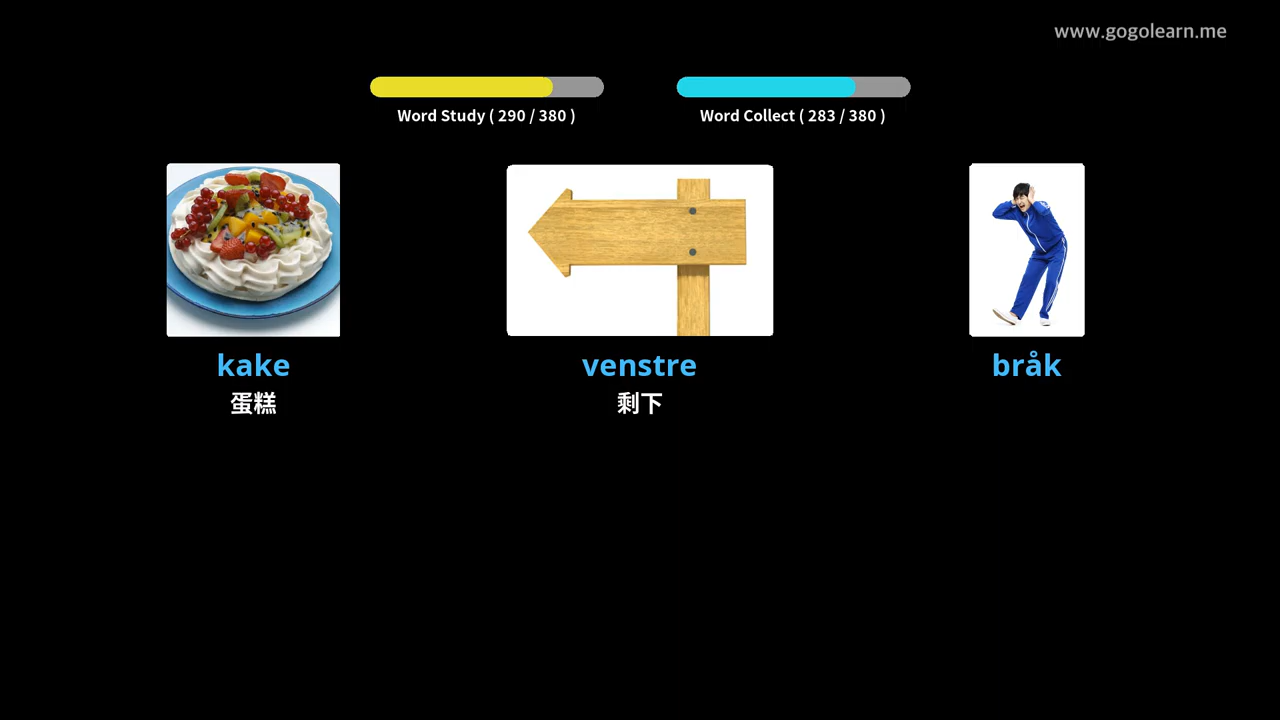 www.gogolearn.me
Word Study ( 290 / 380 )
Word Collect ( 283 / 380 )
kake
venstre
bråk
蛋糕
剩下